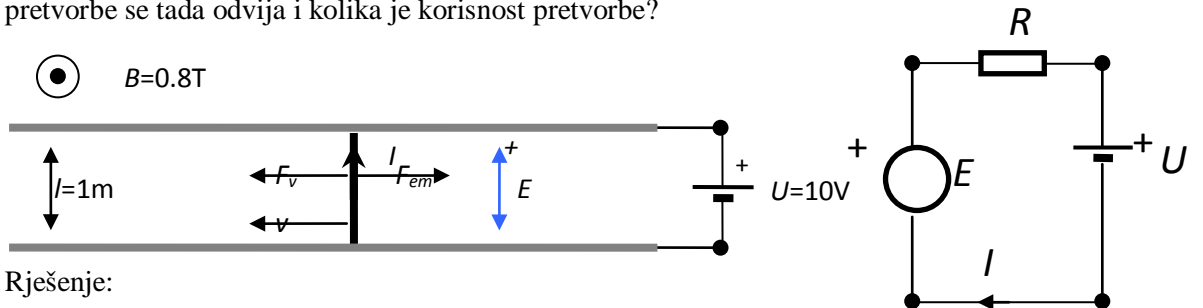 pretvorbe se tada odvija i kolika je korisnost pretvorbe?
R
B=0.8T
I
+
+
+
+
l=1m
F_v
F_em
E
U=10V
E
U
v
I
Rješenje: